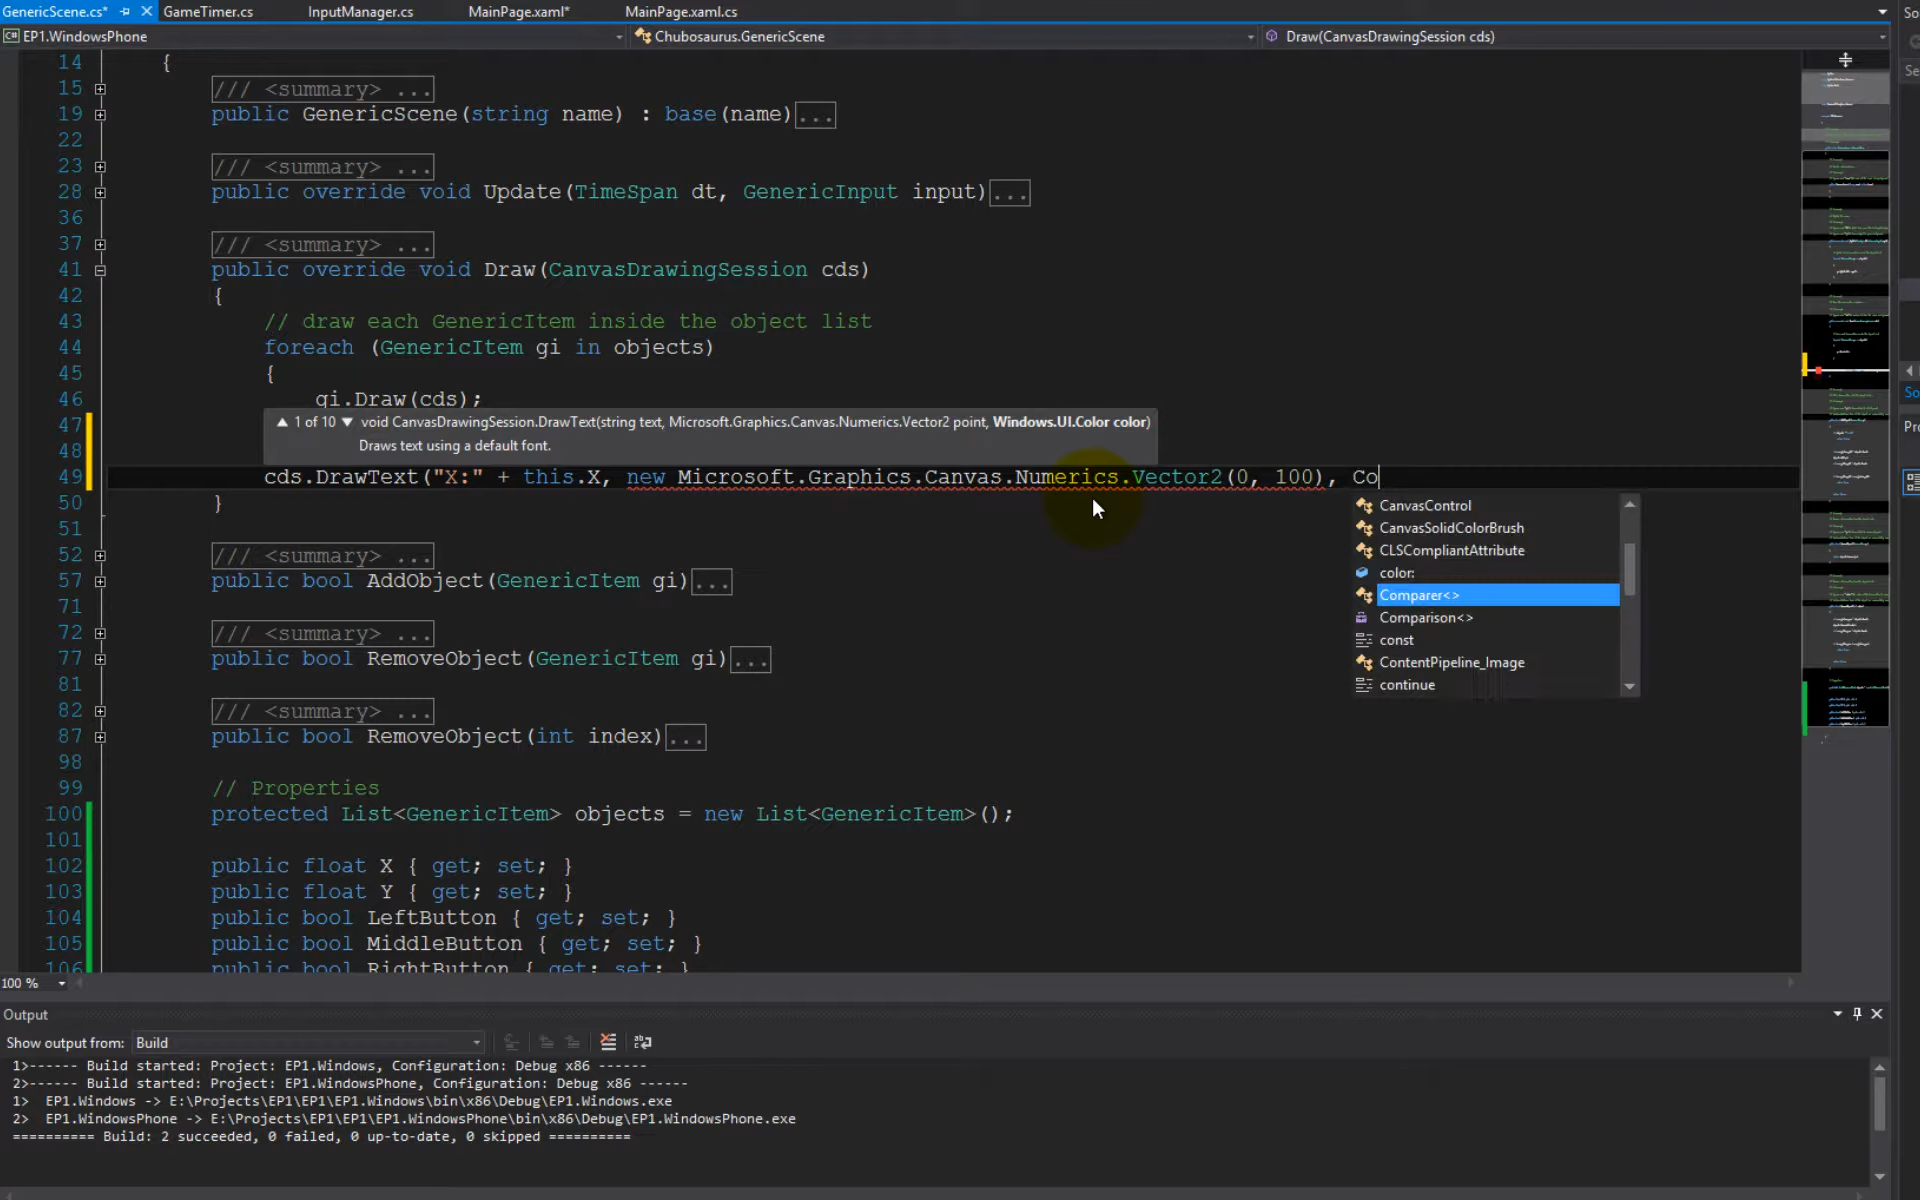 GenericScene.cs* GameTimer.cs InputManager.cs MainPage.xaml* MainPage.xaml.cs So
C# EP1.WindowsPhone Chubosaurus.GenericScene Draw(CanvasDrawingSession cds)
14 {
Se
15 /// <summary> ...
19 public GenericScene(string name) : base(name)...
22
23 /// <summary> ...
28 public override void Update(TimeSpan dt, GenericInput input)...
36
37 /// <summary> ...
41 public override void Draw(CanvasDrawingSession cds)
42 {
43 // draw each GenericItem inside the object list
44 foreach (GenericItem gi in objects)
45 {
46 gi.Draw(cds);
So
47 1 of 10 void CanvasDrawingSession.DrawText(string text, Microsoft.Graphics.Canvas.Numerics.Vector2 point, Windows.UI.Color color)
Pr
48 Draws text using a default font.
49 cds.DrawText("X:" + this.X, new Microsoft.Graphics.Canvas.Numerics.Vector2(0, 100), Co
50 }
CanvasControl
51 CanvasSolidColorBrush
52 /// <summary> ...
CLSCompliantAttribute
color:
57 public bool AddObject(GenericItem gi)...
Comparer<>
71 Comparison<>
72 /// <summary> ...
const
77 public bool RemoveObject(GenericItem gi)...
ContentPipeline_Image
81 continue
82 /// <summary> ...
87 public bool RemoveObject(int index)...
98
99 // Properties
100 protected List<GenericItem> objects = new List<GenericItem>();
101
102 public float X { get; set; }
103 public float Y { get; set; }
104 public bool LeftButton { get; set; }
105 public bool MiddleButton { get; set; }
106 public bool RightButton { get; set; }
100 %
Output
Show output from: Build
1>------ Build started: Project: EP1.Windows, Configuration: Debug x86 ------
2>------ Build started: Project: EP1.WindowsPhone, Configuration: Debug x86 ------
1> EP1.Windows -> E:\Projects\EP1\EP1\EP1.Windows\bin\x86\Debug\EP1.Windows.exe
2> EP1.WindowsPhone -> E:\Projects\EP1\EP1\EP1.WindowsPhone\bin\x86\Debug\EP1.WindowsPhone.exe
========== Build: 2 succeeded, 0 failed, 0 up-to-date, 0 skipped ==========